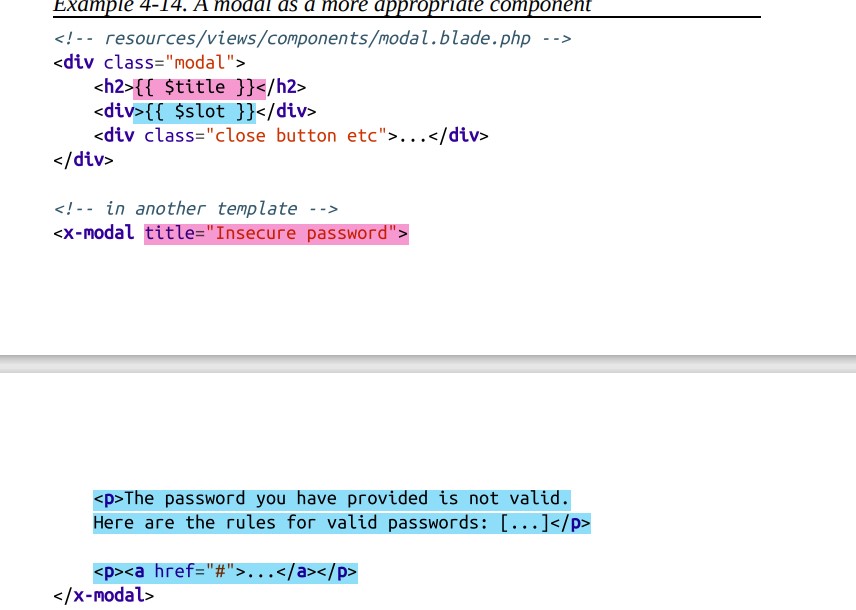 Example 4-14. A modal as a more appropriate component
<!-- resources/views/components/modal.blade.php -->
<div class="modal">
    <h2>{{ $title }}</h2>
    <div>{{ $slot }}</div>
    <div class="close button etc">...</div>
</div>
<!-- in another template -->
<x-modal title="Insecure password">
    <p>The password you have provided is not valid.
    Here are the rules for valid passwords: [...]</p>
    <p><a href="#">...</a></p>
</x-modal>